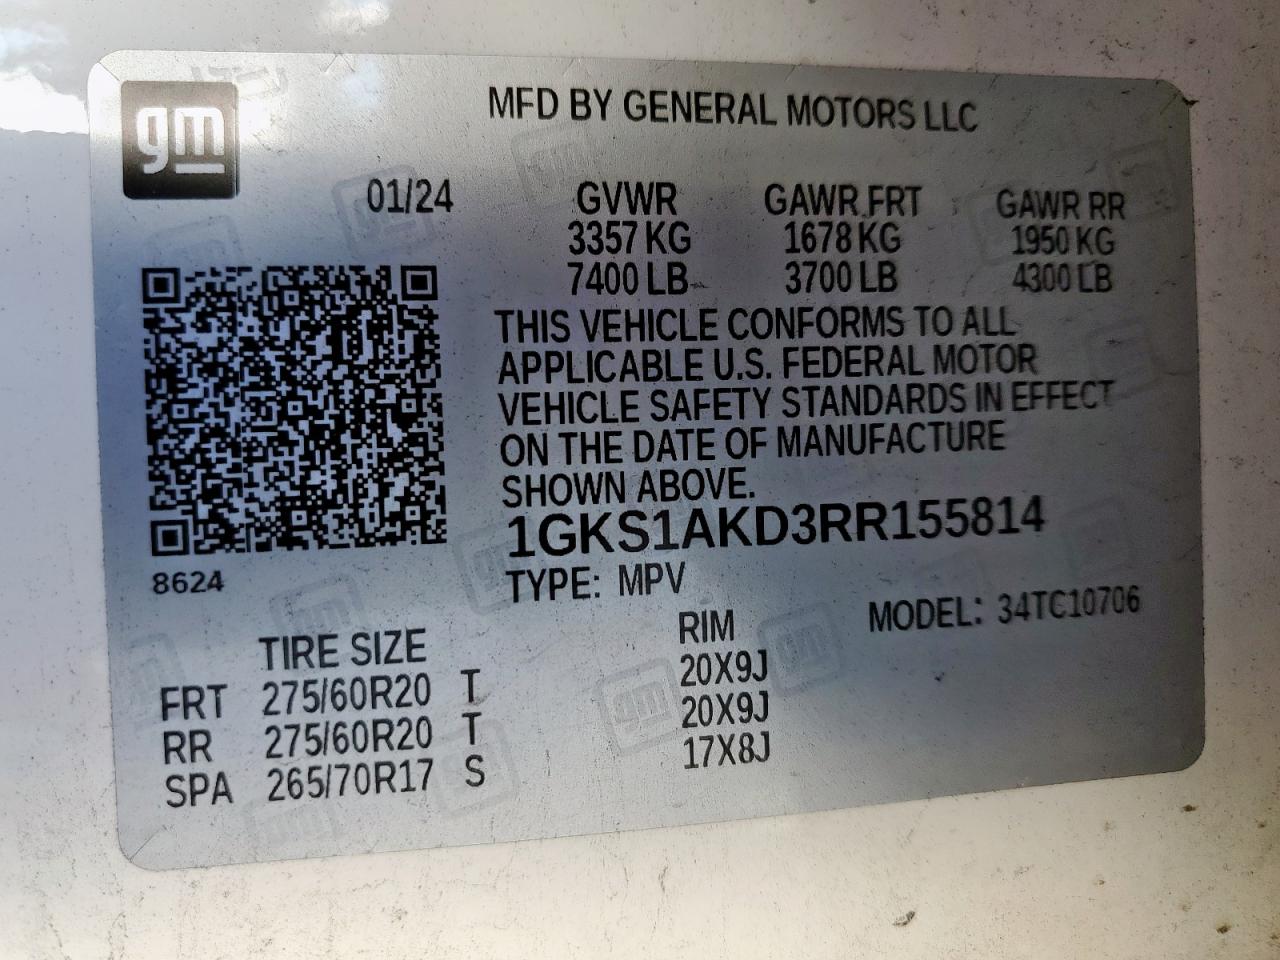 gm
MFD BY GENERAL MOTORS LLC
01/24 GVWR GAWR FRT GAWR RR
3357 KG 1678 KG 1950 KG
7400 LB 3700 LB 4300 LB
THIS VEHICLE CONFORMS TO ALL
APPLICABLE U.S. FEDERAL MOTOR
VEHICLE SAFETY STANDARDS IN EFFECT
ON THE DATE OF MANUFACTURE
SHOWN ABOVE.
1GKS1AKD3RR155814
8624
TYPE: MPV MODEL: 34TC10706
TIRE SIZE RIM
FRT 275/60R20 T 20X9J
RR 275/60R20 T 20X9J
SPA 265/70R17 S 17X8J